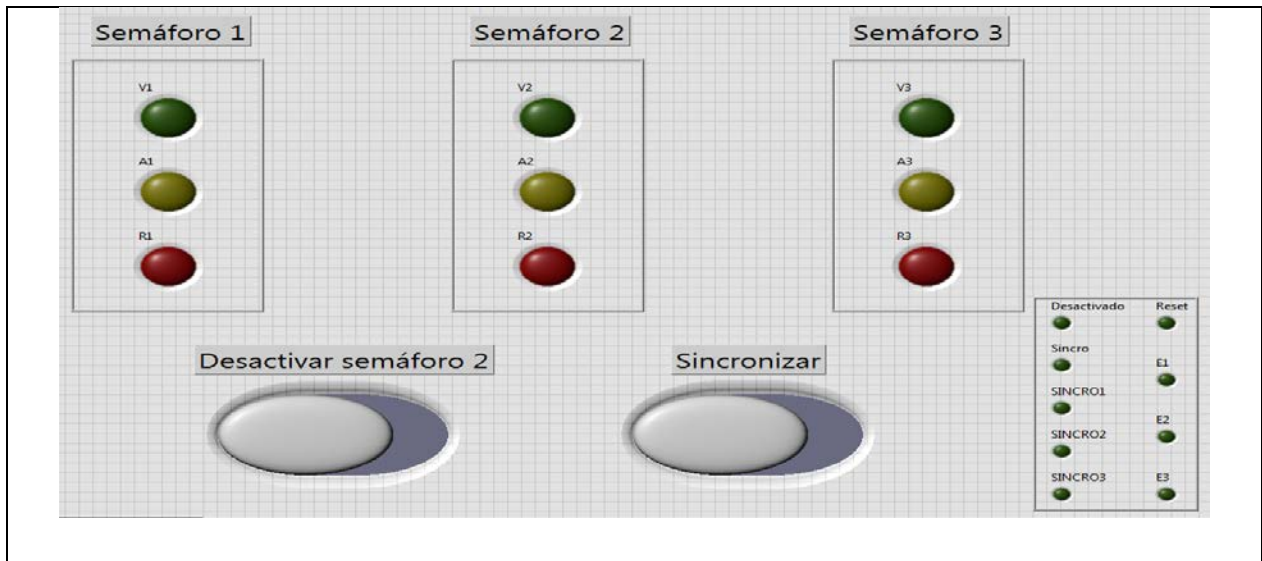 Semáforo 1
Semáforo 2
Semáforo 3
V1
V2
V3
A1
A2
A3
R1
R2
R3
Desactivar semáforo 2
Sincronizar
Desactivado
Reset
Sincro
E1
SINCRO1
E2
SINCRO2
SINCRO3
E3